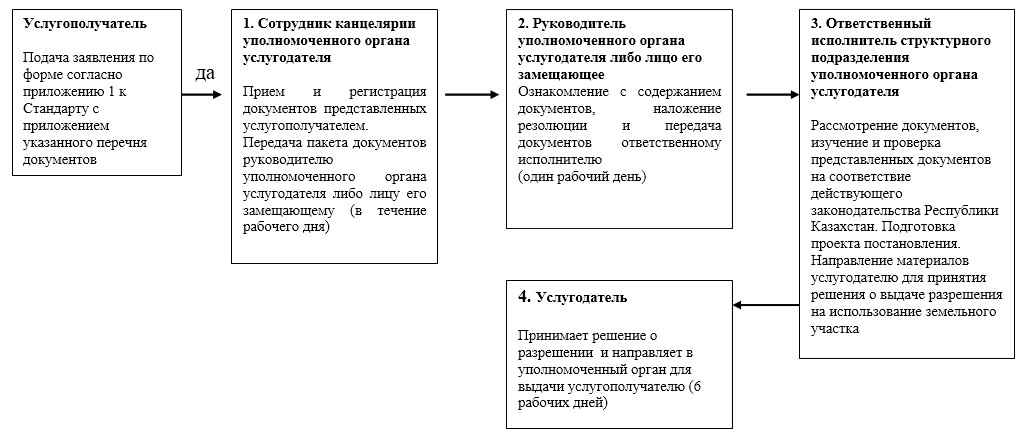 Услугополучатель
Подача заявления по
форме согласно
приложению 1 к
Стандарту с
приложением
указанного перечня
документов
да
1. Сотрудник канцелярии
уполномоченного органа
услугодателя
Прием и регистрация
документов представленных
услугополучателем.
Передача пакета документов
руководителю
уполномоченного органа
услугодателя либо лицу его
замещающему (в течение
рабочего дня)
2. Руководитель
уполномоченного органа
услугодателя либо лицо его
замещающее
Ознакомление с содержанием
документов, наложение
резолюции и передача
документов ответственному
исполнителю
(один рабочий день)
3. Ответственный
исполнитель структурного
подразделения
уполномоченного органа
услугодателя
Рассмотрение документов,
изучение и проверка
представленных документов
на соответствие
действующего
законодательства Республики
Казахстан. Подготовка
проекта постановления.
Направление материалов
услугодателю для принятия
решения о выдаче разрешения
на использование земельного
участка
4. Услугодатель
Принимает решение о
разрешении и направляет в
уполномоченный орган для
выдачи услугополучателю (6
рабочих дней)